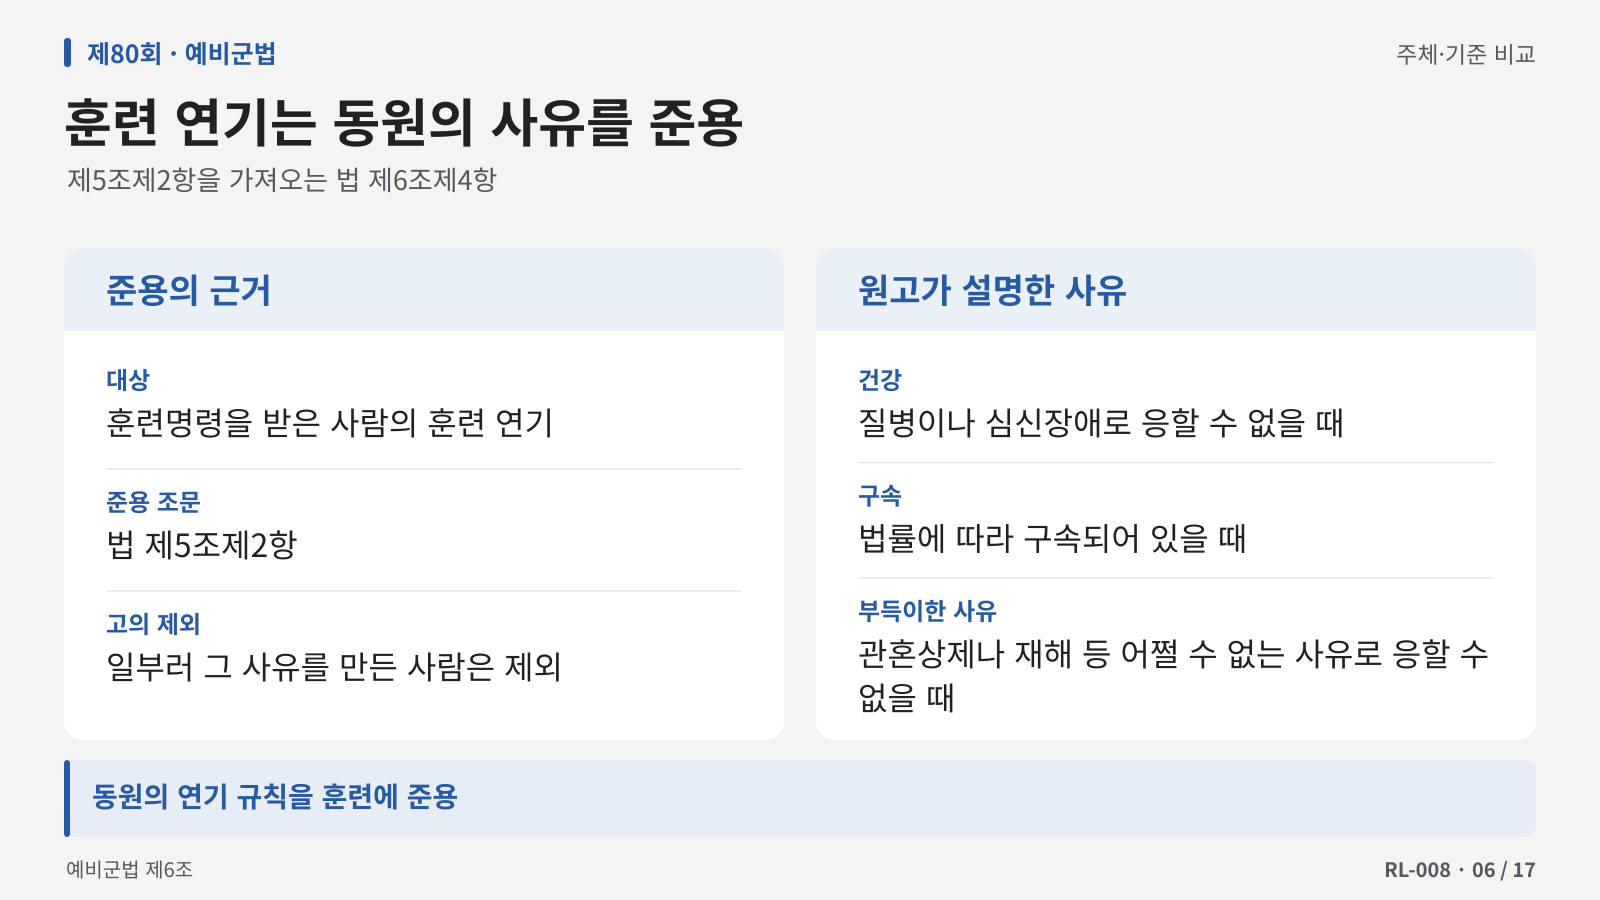 제80회 · 예비군법
주체·기준 비교
훈련 연기는 동원의 사유를 준용
제5조제2항을 가져오는 법 제6조제4항
준용의 근거
대상
훈련명령을 받은 사람의 훈련 연기
준용 조문
법 제5조제2항
고의 제외
일부러 그 사유를 만든 사람은 제외
원고가 설명한 사유
건강
질병이나 심신장애로 응할 수 없을 때
구속
법률에 따라 구속되어 있을 때
부득이한 사유
관혼상제나 재해 등 어쩔 수 없는 사유로 응할 수
없을 때
동원의 연기 규칙을 훈련에 준용
예비군법 제6조
RL-008 · 06 / 17